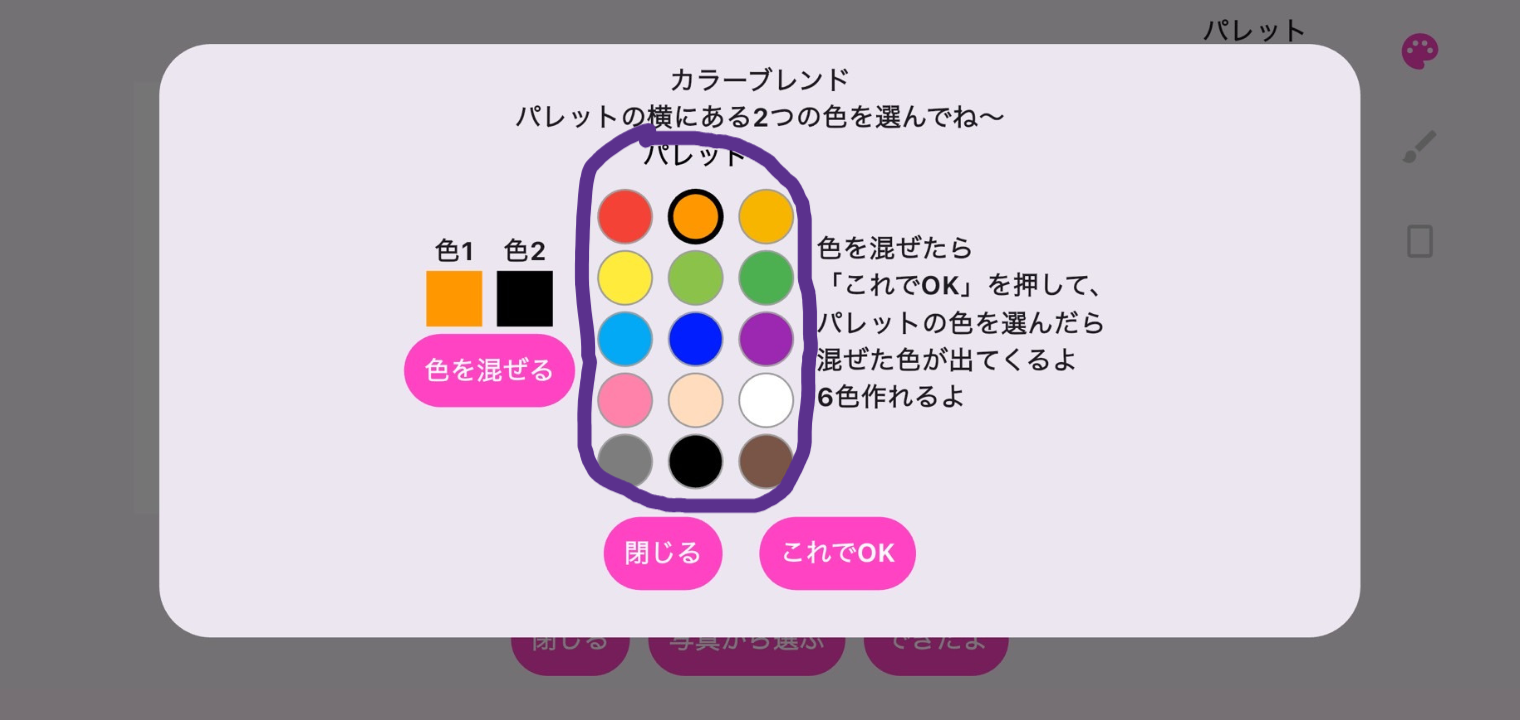 パレット
カラーブレンド
パレットの横にある2つの色を選んでね〜
パレット
色1 色2
色を混ぜる
色を混ぜたら
「これでOK」を押して、
パレットの色を選んだら
混ぜた色が出てくるよ
6色作れるよ
閉じる これでOK
閉じる 写真から選ぶ できたよ